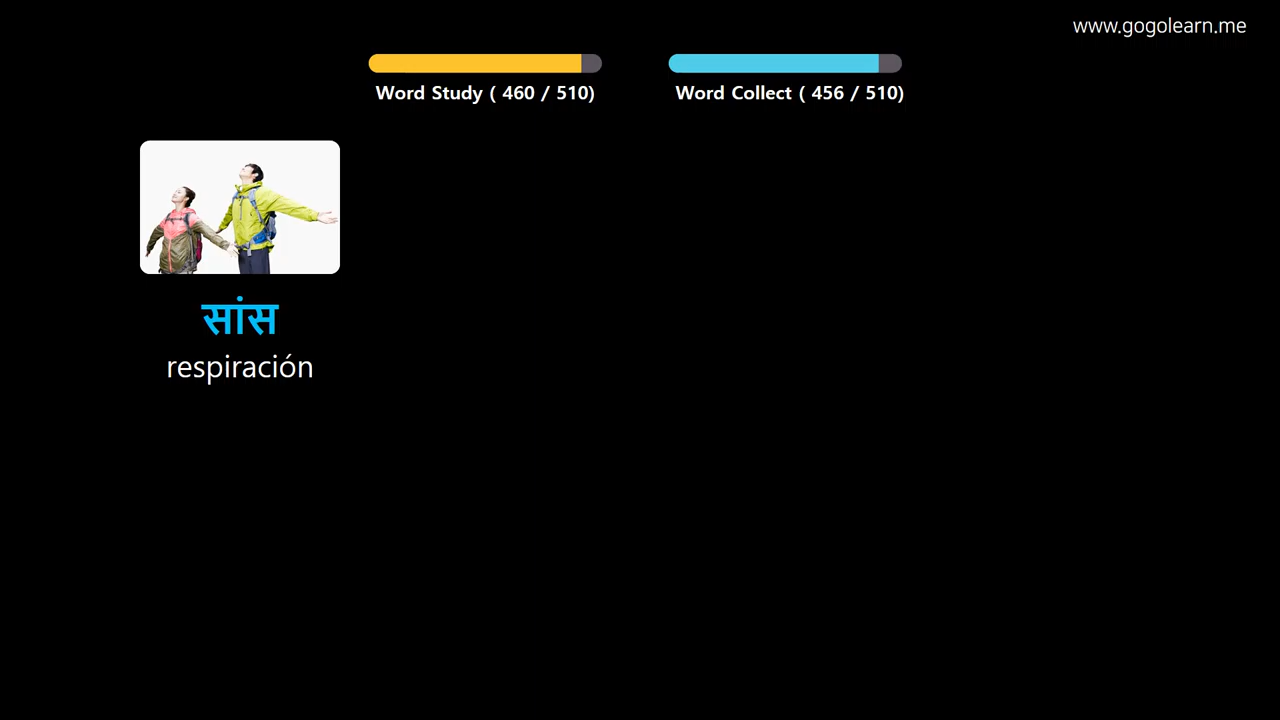 www.gogolearn.me
Word Study ( 460 / 510)
Word Collect ( 456 / 510)
सांस
respiración